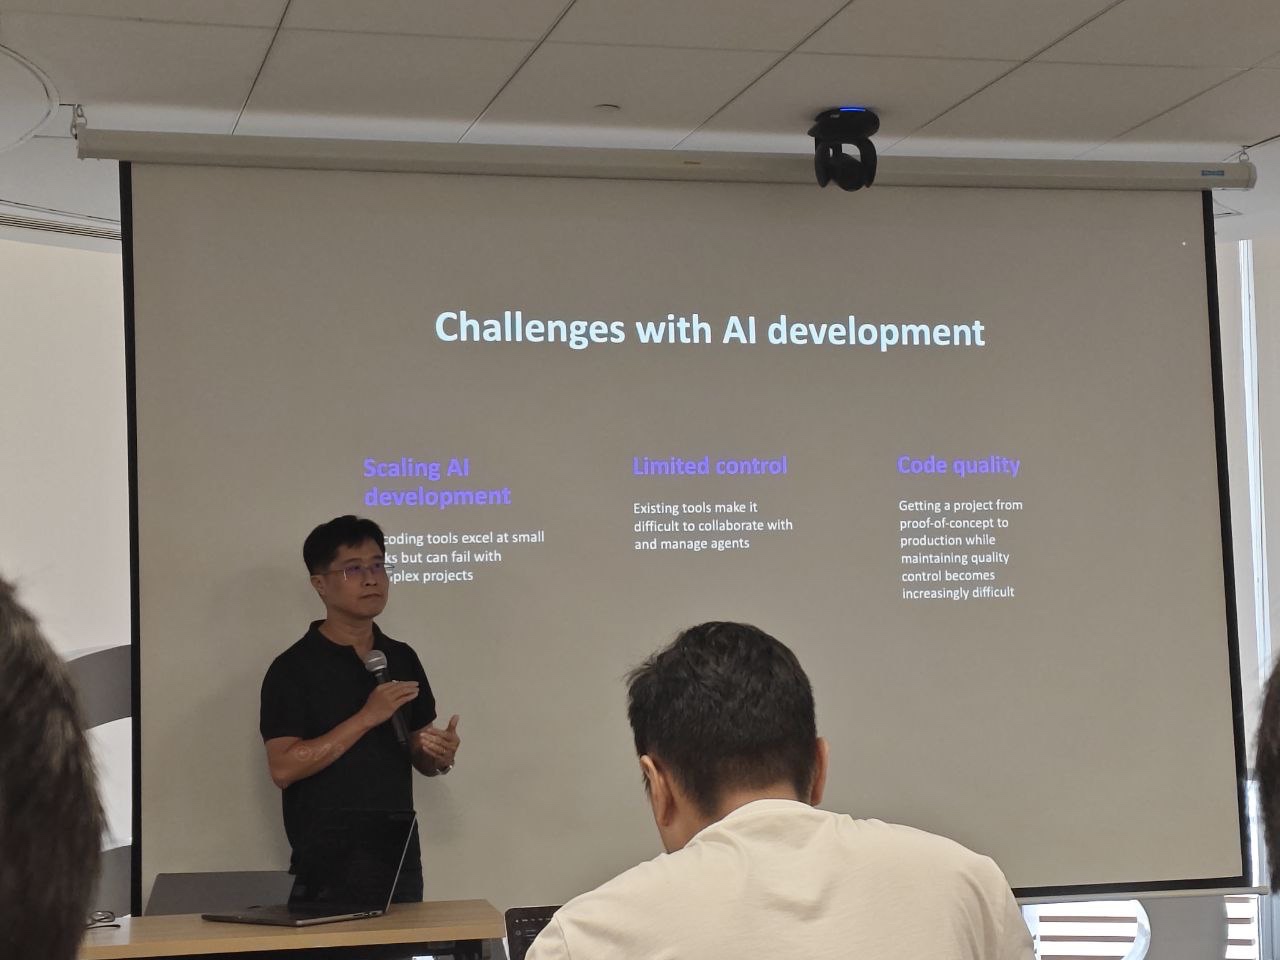 Challenges with AI development
Scaling AI
development
coding tools excel at small
but can fail with
projects
Limited control
Existing tools make it
difficult to collaborate with
and manage agents
Code quality
Getting a project from
proof-of-concept to
production while
maintaining quality
control becomes
increasingly difficult